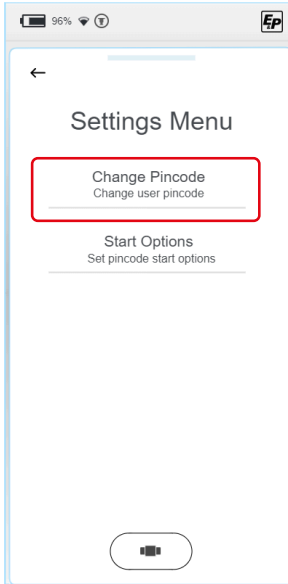 96% T EP
Settings Menu
Change Pincode
Change user pincode
Start Options
Set pincode start options